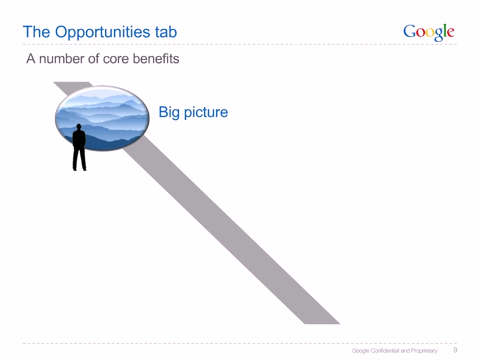 The Opportunities tab
Google
A number of core benefits
Big picture
Google Confidential and Proprietary 9